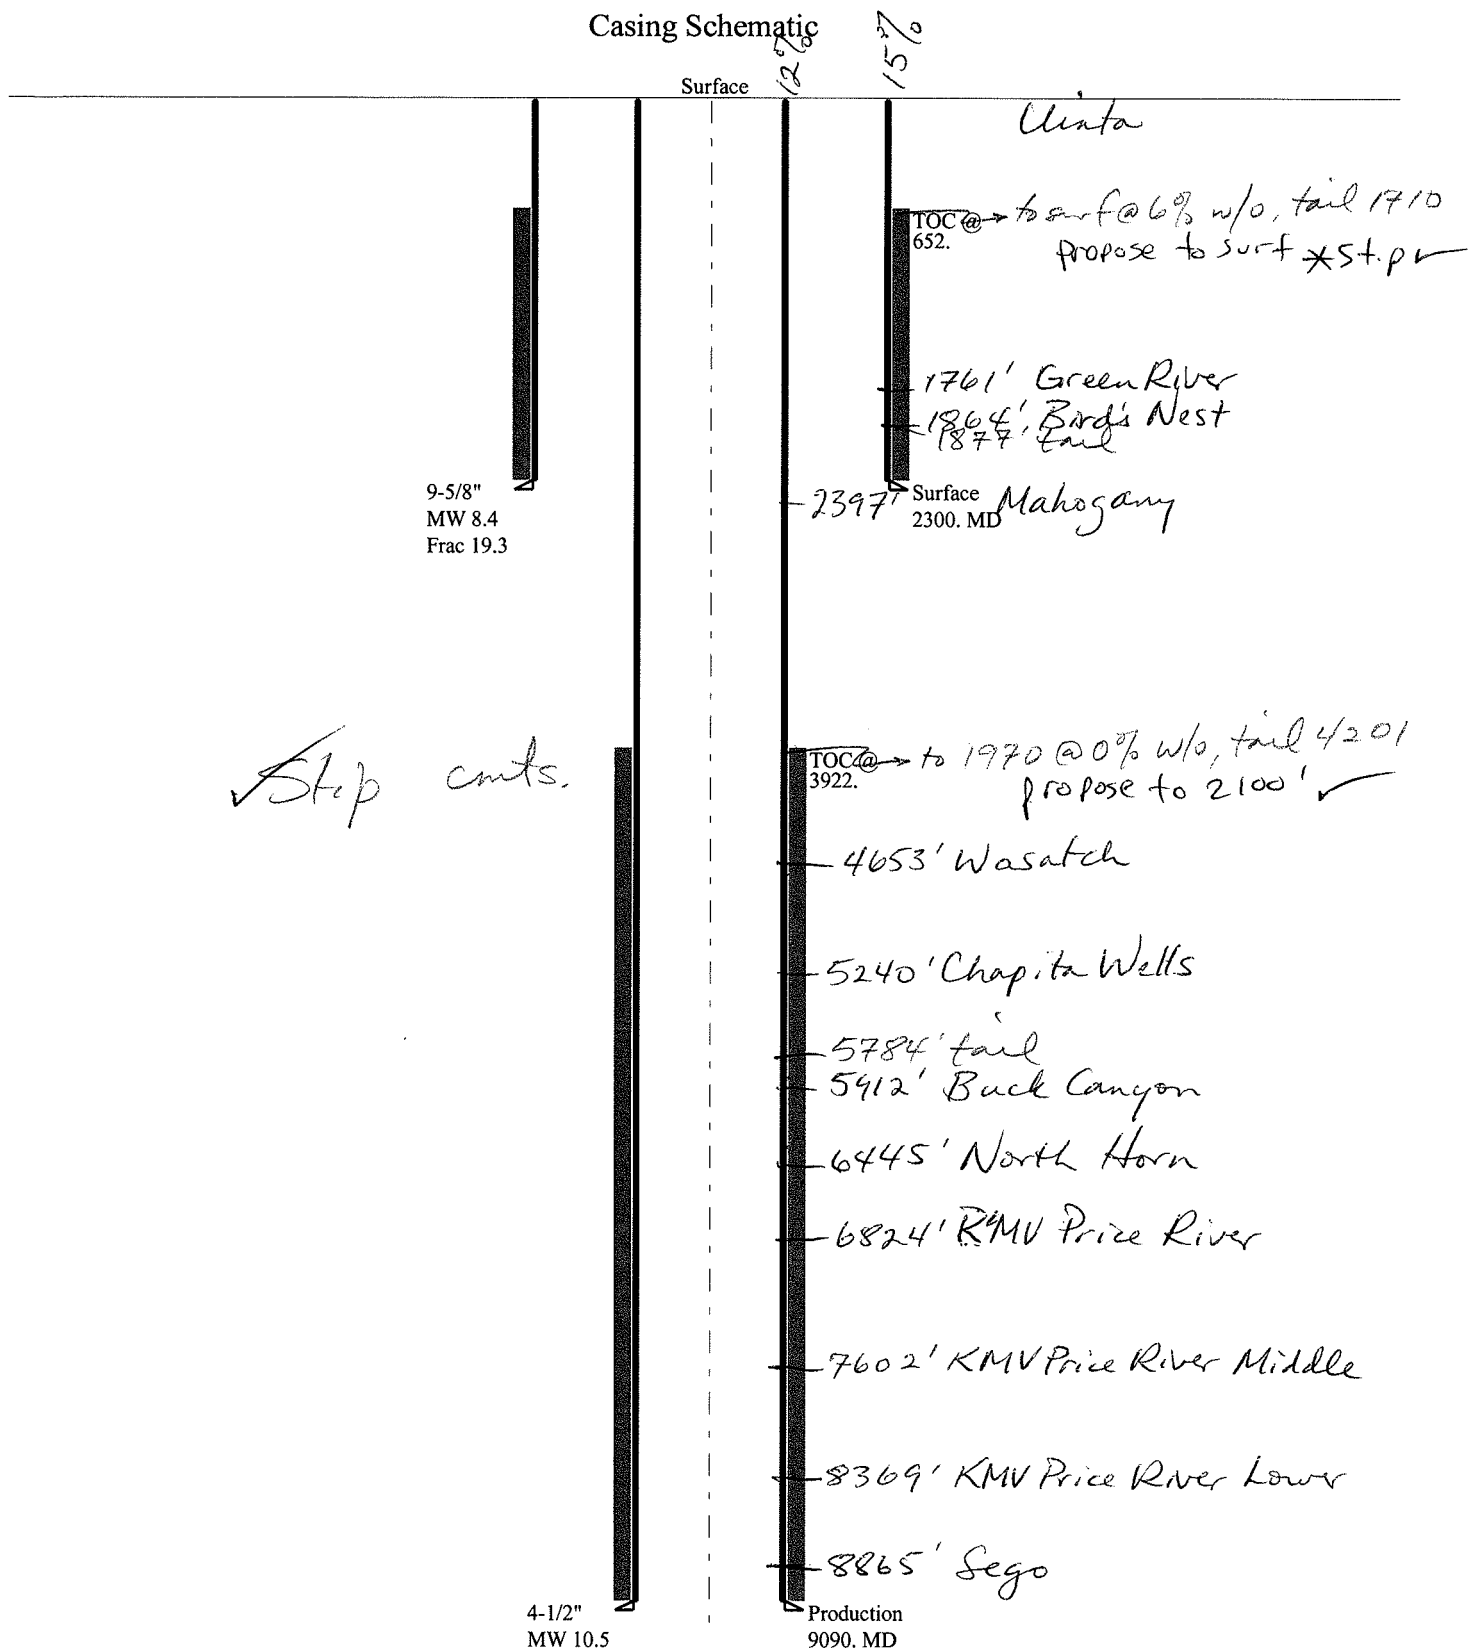 Casing Schematic
12%
15%
Surface
Uinta
TOC @ → to surf @ 6% w/o, tail 1710
652.
propose to surf *St.p ✓
1761' Green River
1864' Bird's Nest
1877' tail
9-5/8"
MW 8.4
Frac 19.3
2397' Mahogany
Surface
2300. MD
✓ Stip cmts.
TOC @ → to 1970 @ 0% w/o, tail 4201
3922.
propose to 2100' ✓
4653' Wasatch
5240' Chapita Wells
5784' tail
5912' Buck Canyon
6445' North Horn
6824' KMV Price River
7602' KMV Price River Middle
8369' KMV Price River Lower
8865' Sego
4-1/2"
MW 10.5
Production
9090. MD